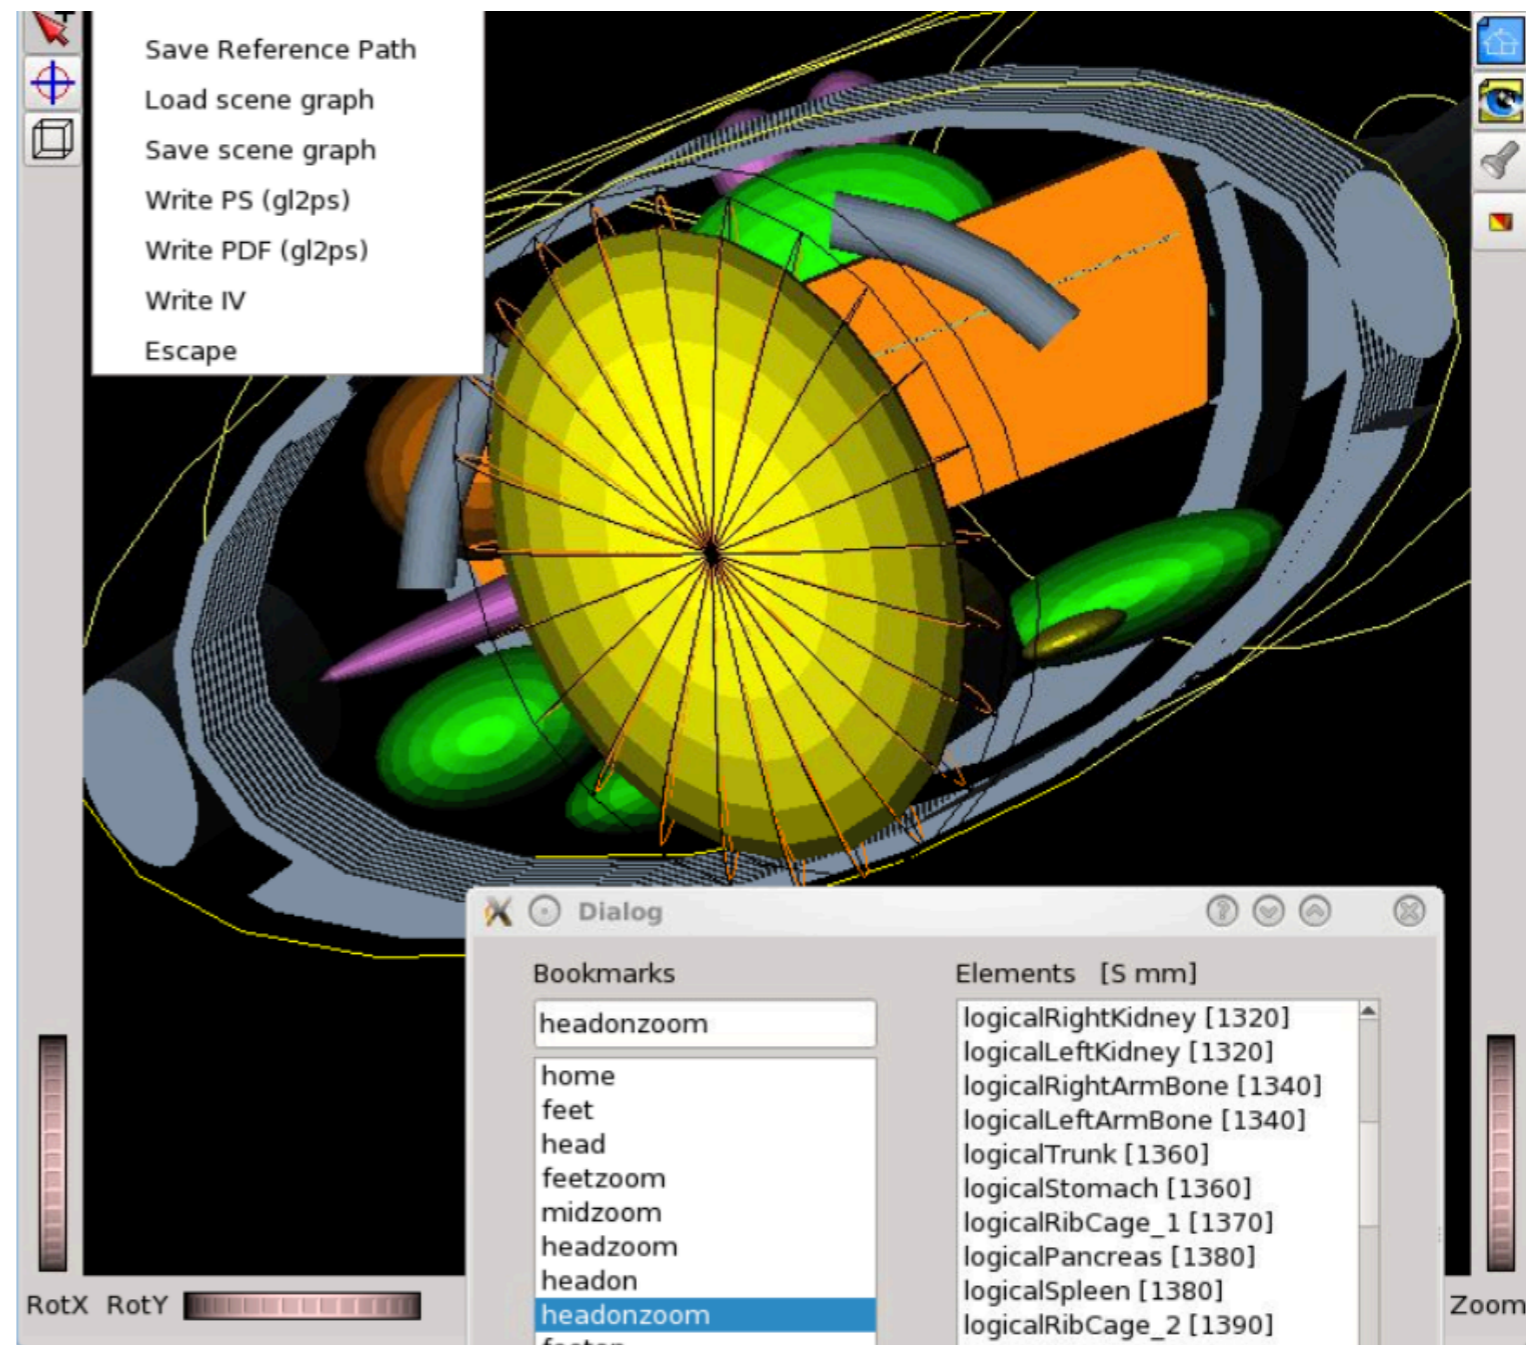 Save Reference Path
Load scene graph
Save scene graph
Write PS (gl2ps)
Write PDF (gl2ps)
Write IV
Escape
Dialog
Bookmarks
headonzoom
home
feet
head
feetzoom
midzoom
headzoom
headon
headonzoom
Elements [S mm]
logicalRightKidney [1320]
logicalLeftKidney [1320]
logicalRightArmBone [1340]
logicalLeftArmBone [1340]
logicalTrunk [1360]
logicalStomach [1360]
logicalRibCage_1 [1370]
logicalPancreas [1380]
logicalSpleen [1380]
logicalRibCage_2 [1390]
RotX RotY
Zoom